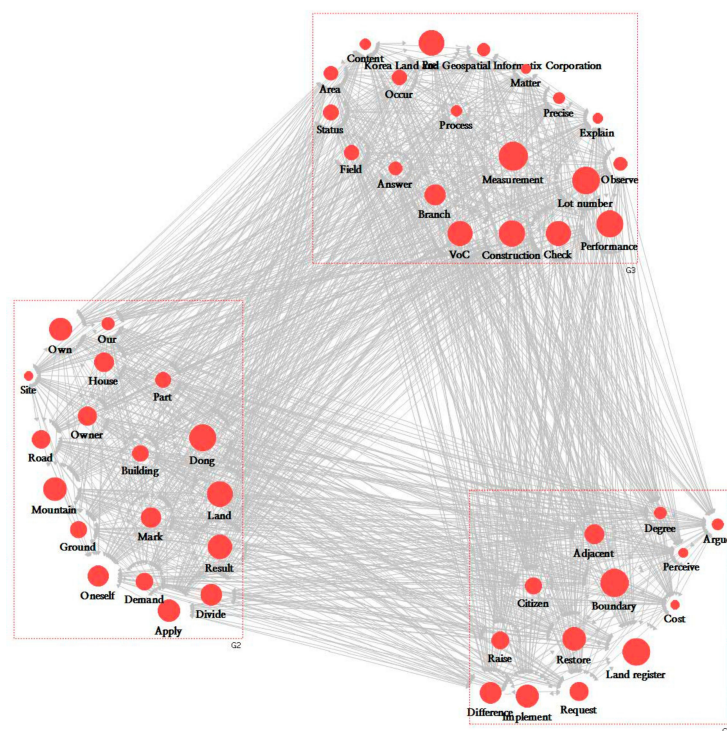 Content
Korea Land and Geospatial Informatix Corporation
Matter
Area
Occur
Precise
Status
Process
Explain
Field
Answer
Measurement
Observe
Branch
Lot number
VoC
Construction
Check
Performance
G3
Own
Our
House
Site
Part
Owner
Road
Building
Dong
Mountain
Land
Mark
Ground
Result
Oneself
Demand
Divide
Apply
G2
Degree
Adjacent
Perceive
Citizen
Boundary
Cost
Raise
Restore
Land register
Difference
Implement
Request